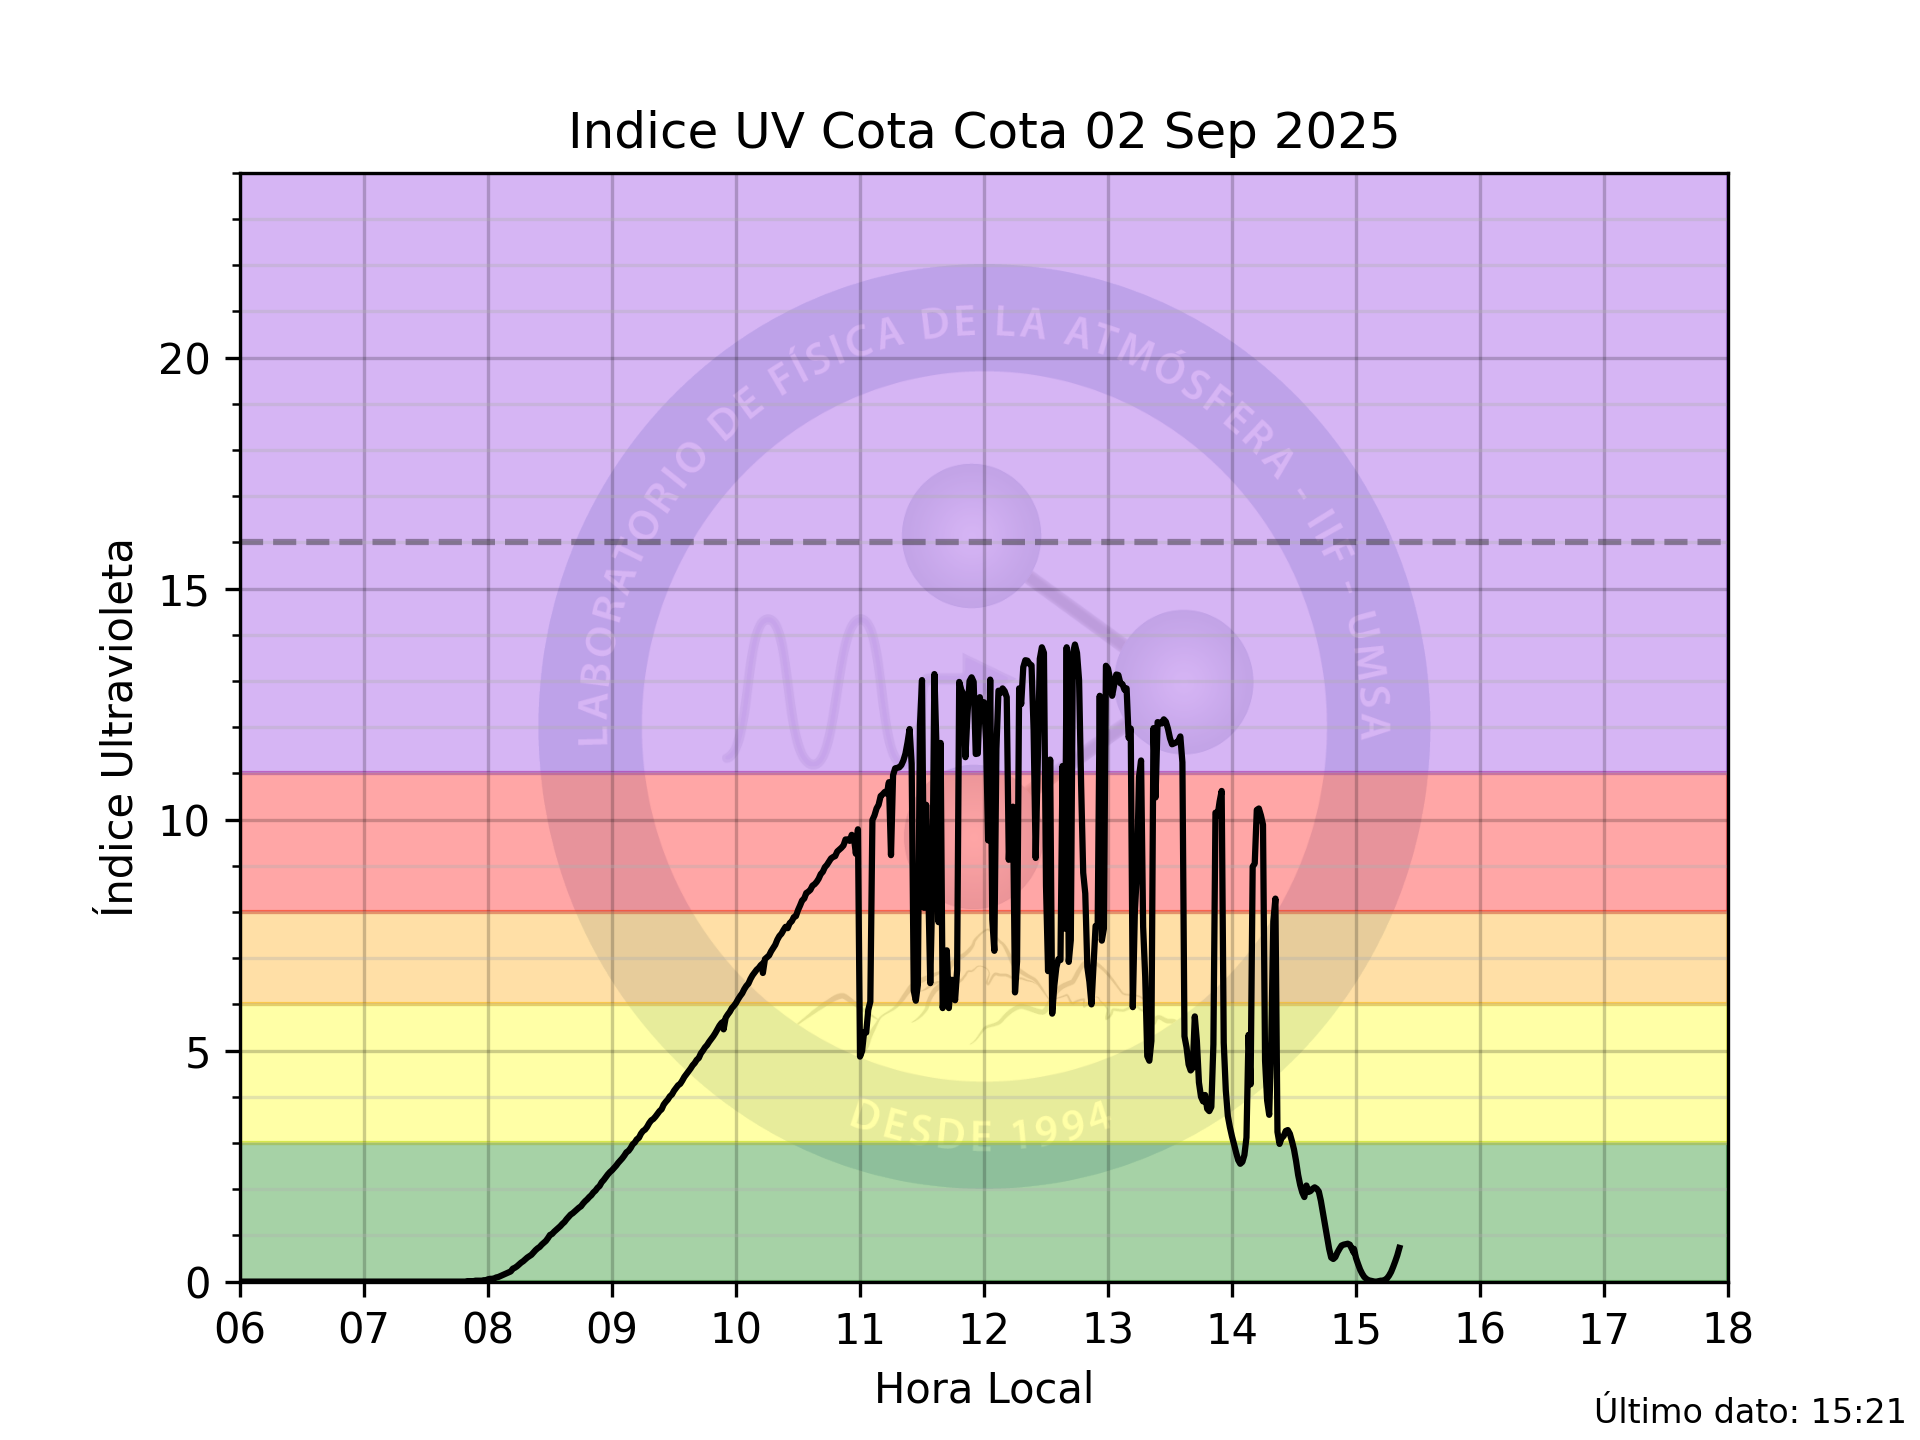 Indice UV Cota Cota 02 Sep 2025
LABORATORIO DE FÍSICA DE LA ATMÓSFERA - IIF - UMSA
DESDE 1994
Índice Ultravioleta
20
15
10
5
0
06 07 08 09 10 11 12 13 14 15 16 17 18
Hora Local
Último dato: 15:21